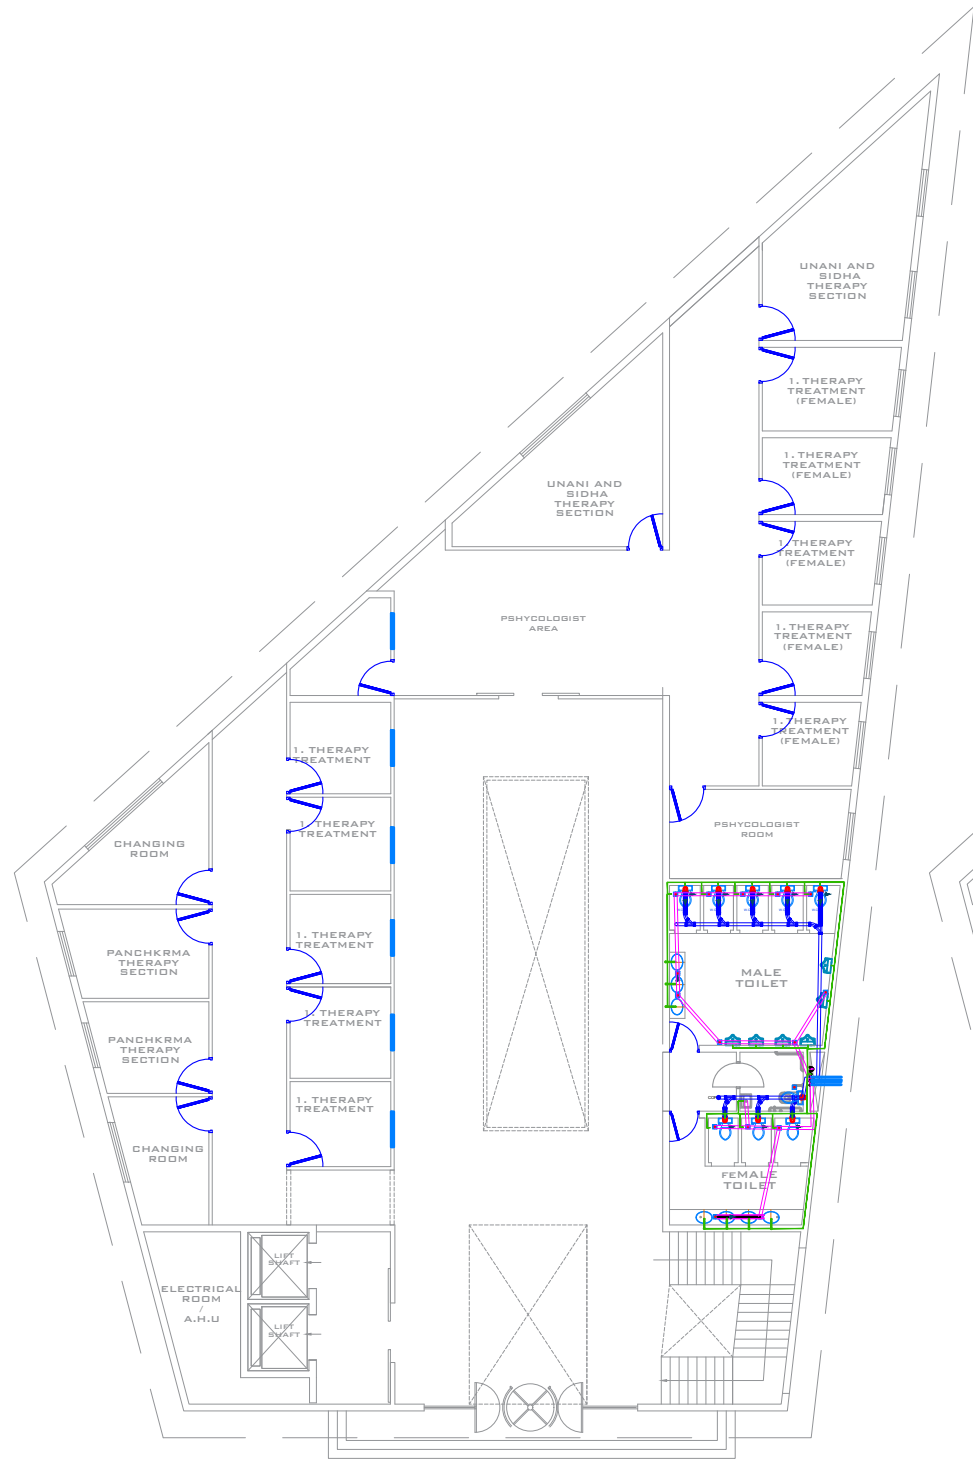 UNANI AND
SIDHA
THERAPY
SECTION
1. THERAPY
TREATMENT
(FEMALE)
1. THERAPY
TREATMENT
(FEMALE)
UNANI AND
SIDHA
THERAPY
SECTION
1. THERAPY
TREATMENT
(FEMALE)
PSHYCOLOGIST
AREA
1. THERAPY
TREATMENT
(FEMALE)
1. THERAPY
TREATMENT
(FEMALE)
1. THERAPY
TREATMENT
1. THERAPY
TREATMENT
PSHYCOLOGIST
ROOM
CHANGING
ROOM
1. THERAPY
TREATMENT
PANCHKRMA
THERAPY
SECTION
MALE
TOILET
1. THERAPY
TREATMENT
PANCHKRMA
THERAPY
SECTION
1. THERAPY
TREATMENT
CHANGING
ROOM
FEMALE
TOILET
LIFT
SHAFT
ELECTRICAL
ROOM
/
A.H.U
LIFT
SHAFT